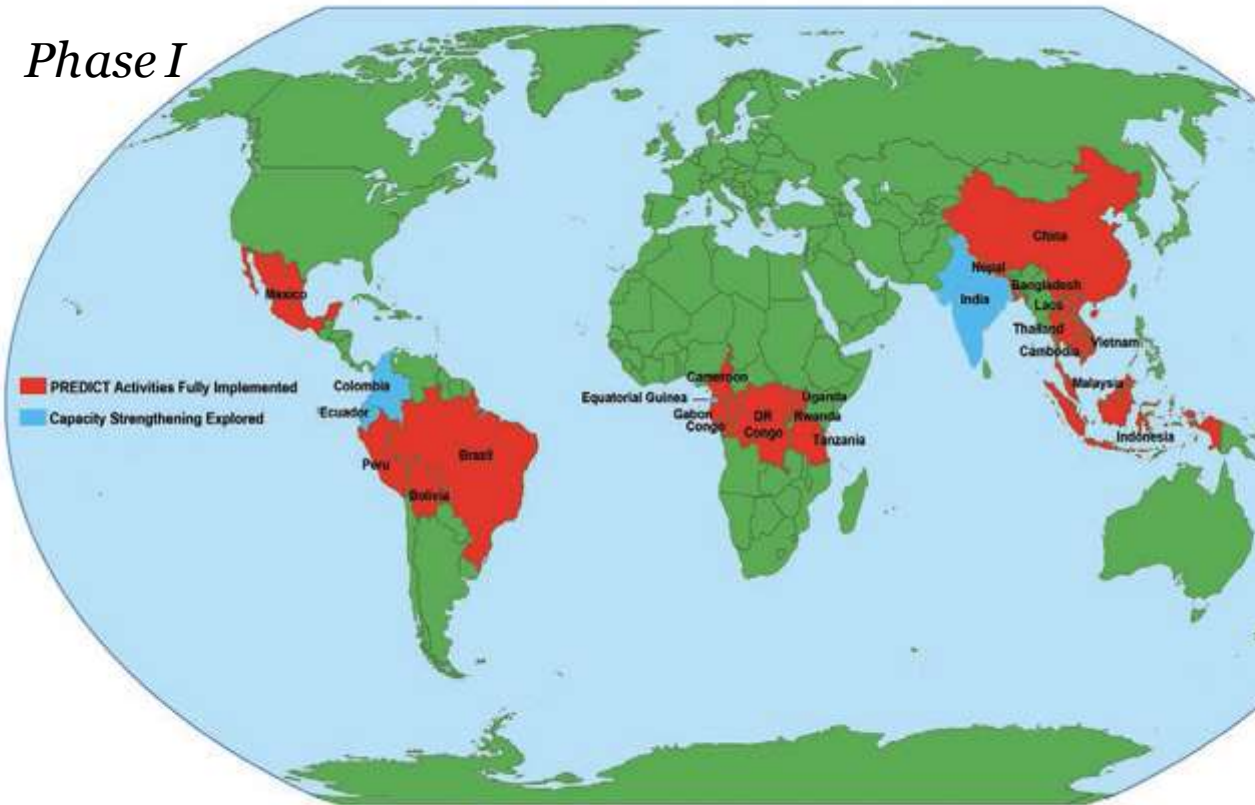 Phase I
China
Nepal
Bangladesh
India
Laos
Mexico
Thailand
Vietnam
Cambodia
PREDICT Activities Fully Implemented
Colombia
Cameroon
Malaysia
Capacity Strengthening Explored
Ecuador
Equatorial Guinea
Uganda
Gabon
DR
Rwanda
Congo
Congo
Tanzania
Indonesia
Brazil
Peru
Bolivia